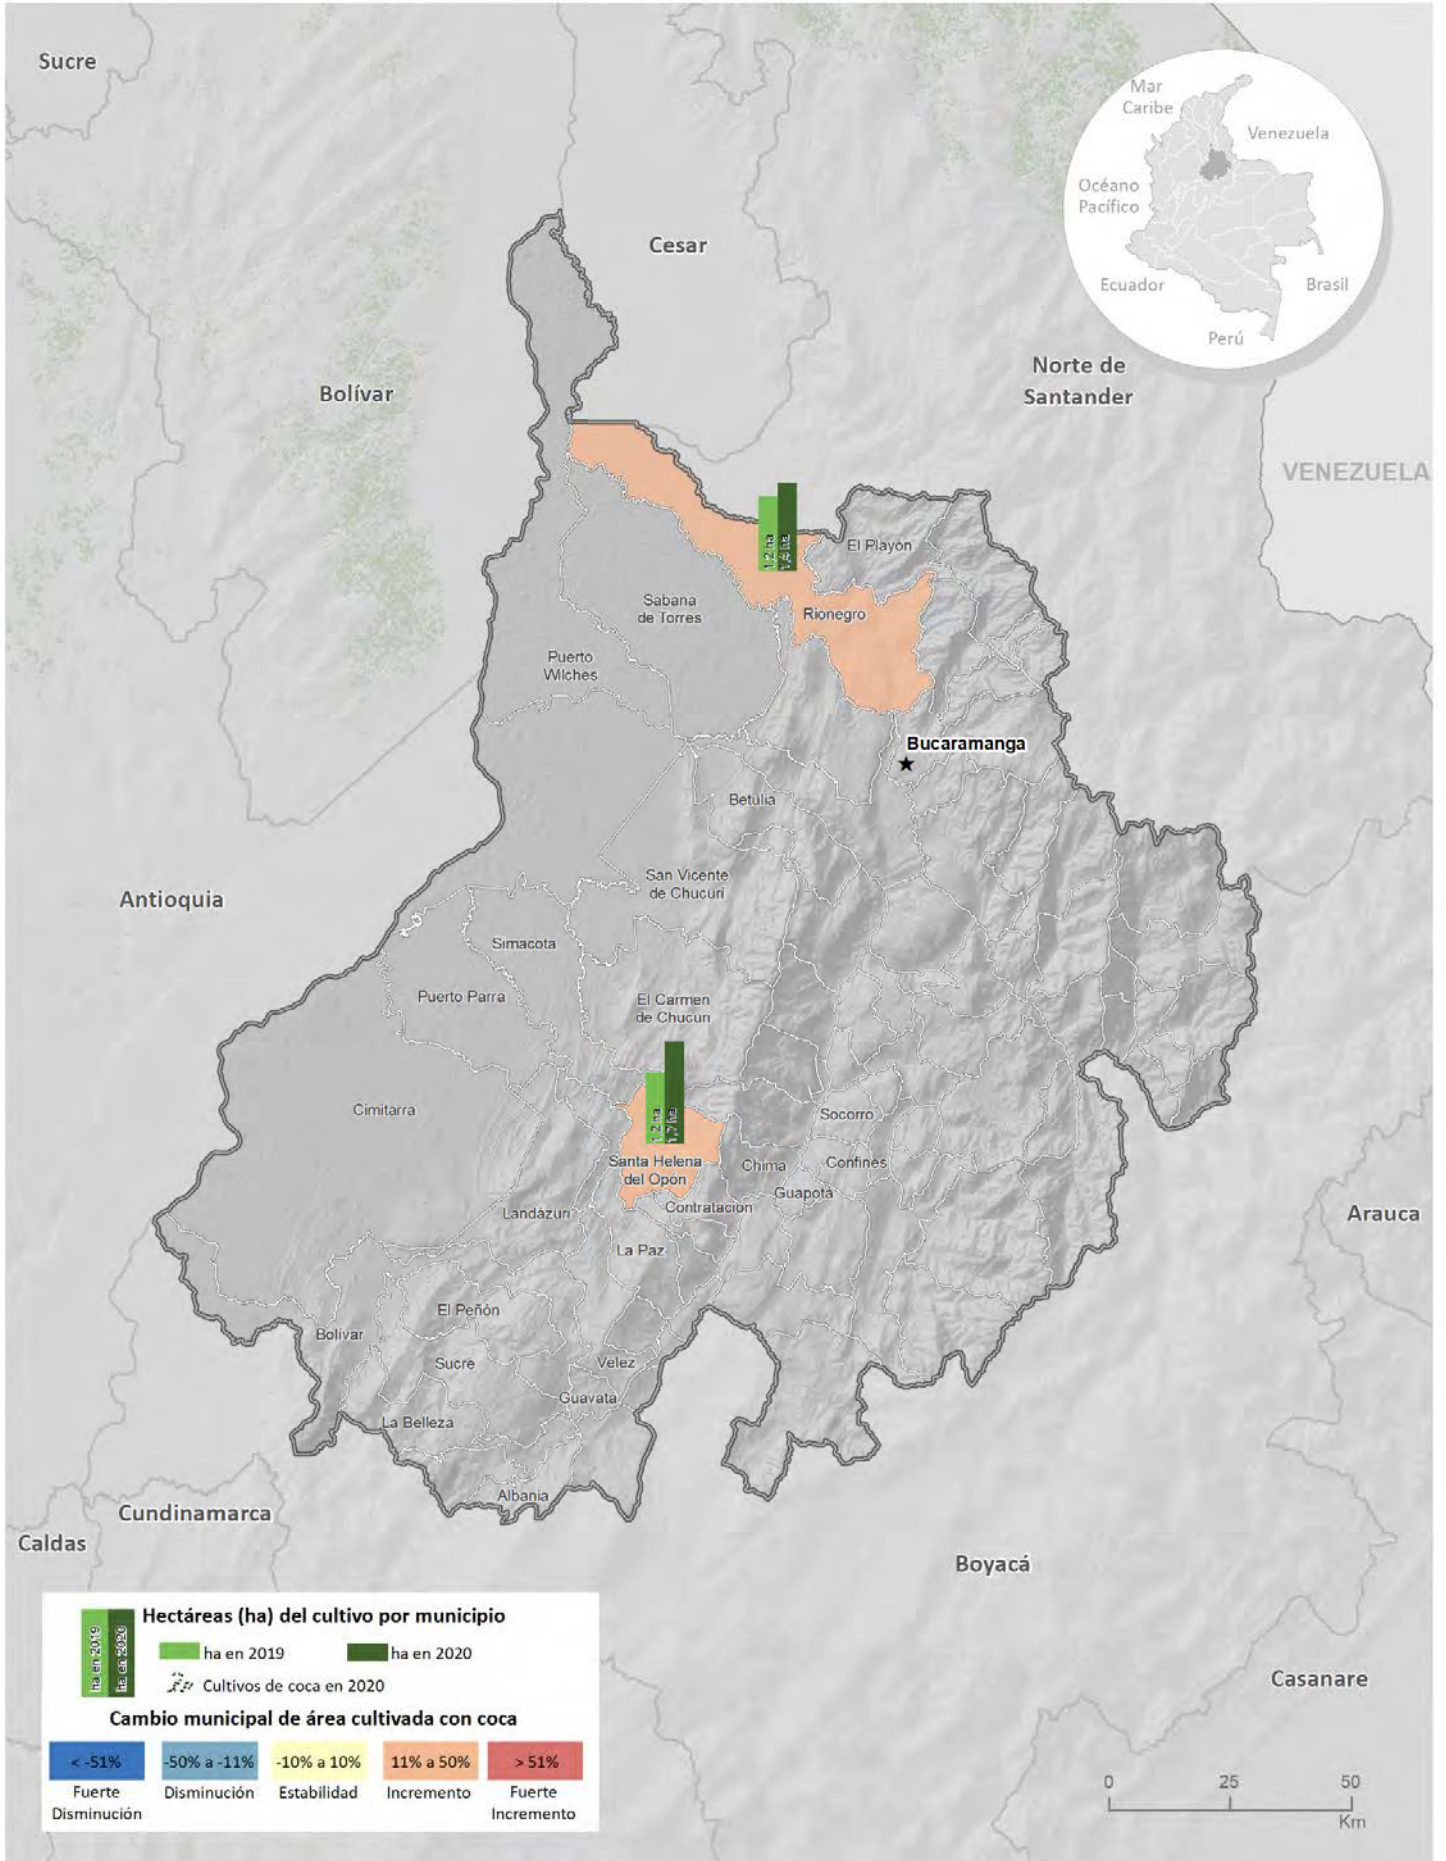 Sucre
Mar
Caribe
Venezuela
Océano
Pacífico
Ecuador
Brasil
Perú
Cesar
Bolívar
Norte de
Santander
VENEZUELA
1,2 ha
1,4 ha
El Playón
Sabana
de Torres
Rionegro
Puerto
Wilches
Bucaramanga
Betulia
San Vicente
de Chucurí
Antioquia
Simacota
Puerto Parra
El Carmen
de Chucurí
1,2 ha
1,7 ha
Cimitarra
Socorro
Santa Helena
del Opón
Chima
Confines
Guapotá
Contratación
Landázuri
La Paz
Arauca
El Peñón
Bolívar
Sucre
Vélez
Guavatá
La Belleza
Albania
Cundinamarca
Caldas
Boyacá
Casanare
Hectáreas (ha) del cultivo por municipio
ha en 2019
ha en 2020
ha en 2019
ha en 2020
Cultivos de coca en 2020
Cambio municipal de área cultivada con coca
< -51%
-50% a -11%
-10% a 10%
11% a 50%
> 51%
Fuerte
Disminución
Disminución
Estabilidad
Incremento
Fuerte
Incremento
0
25
50
Km